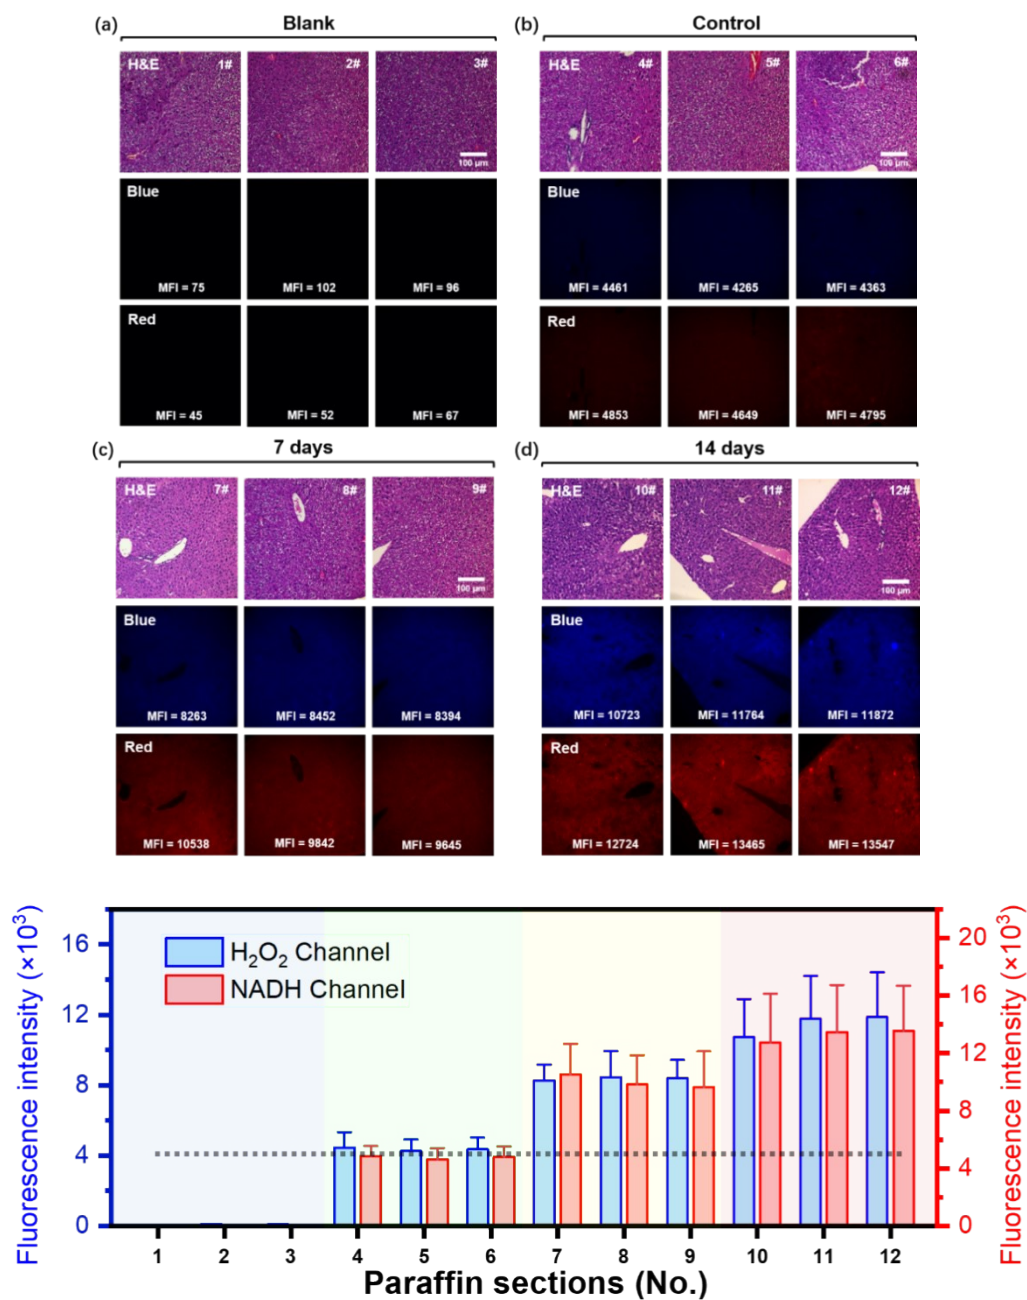 (a) Blank
H&E 1# 2# 3#
100 μm
Blue
MFI = 75 MFI = 102 MFI = 96
Red
MFI = 45 MFI = 52 MFI = 67
(b) Control
H&E 4# 5# 6#
100 μm
Blue
MFI = 4461 MFI = 4265 MFI = 4363
Red
MFI = 4853 MFI = 4649 MFI = 4795
(c) 7 days
H&E 7# 8# 9#
100 μm
Blue
MFI = 8263 MFI = 8452 MFI = 8394
Red
MFI = 10538 MFI = 9842 MFI = 9645
(d) 14 days
H&E 10# 11# 12#
100 μm
Blue
MFI = 10723 MFI = 11764 MFI = 11872
Red
MFI = 12724 MFI = 13465 MFI = 13547
Fluorescence intensity (×10³)
16
12
8
4
0
H₂O₂ Channel
NADH Channel
20
16
12
8
4
0
Fluorescence intensity (×10³)
1 2 3 4 5 6 7 8 9 10 11 12
Paraffin sections (No.)